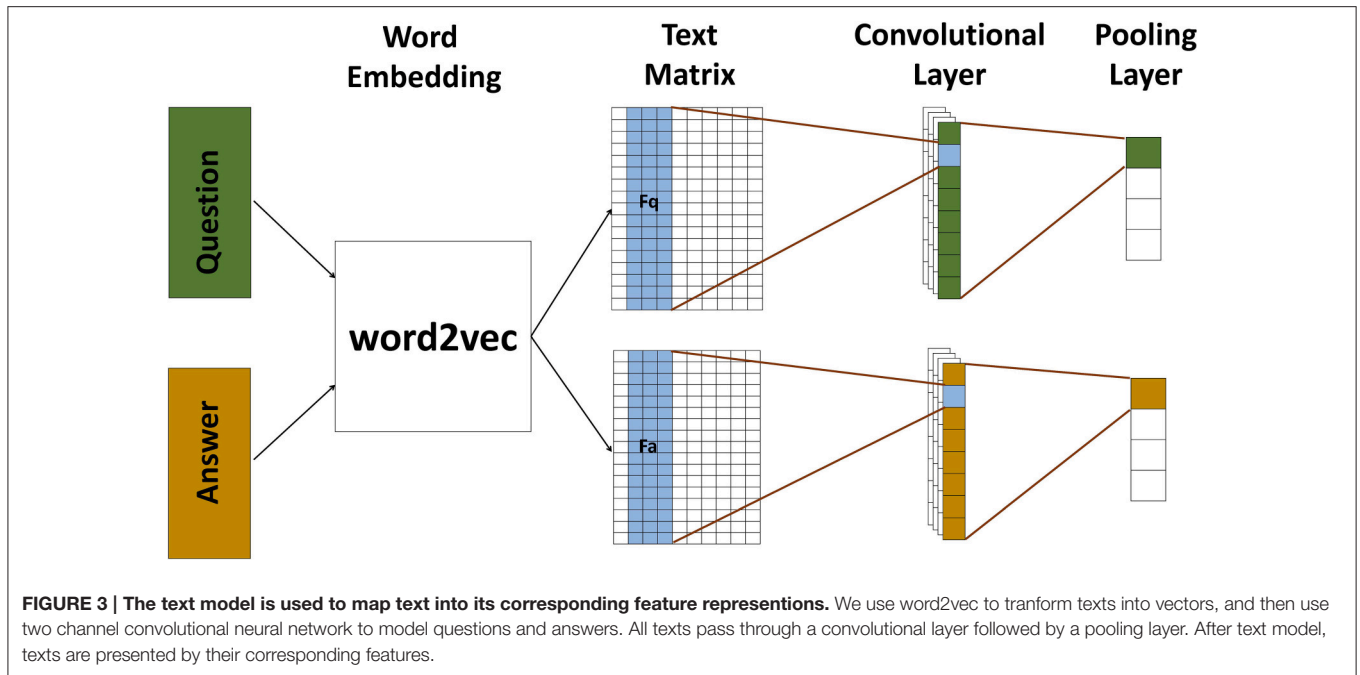 Word
Embedding
Text
Matrix
Convolutional
Layer
Pooling
Layer
Question
Answer
word2vec
Fq
Fa
FIGURE 3 | The text model is used to map text into its corresponding feature represention​s. We use word2vec to tranform texts into vectors, and then use
two channel convolutional neural network to model questions and answers. All texts pass through a convolutional layer followed by a pooling layer. After text model,
texts are presented by their corresponding features.